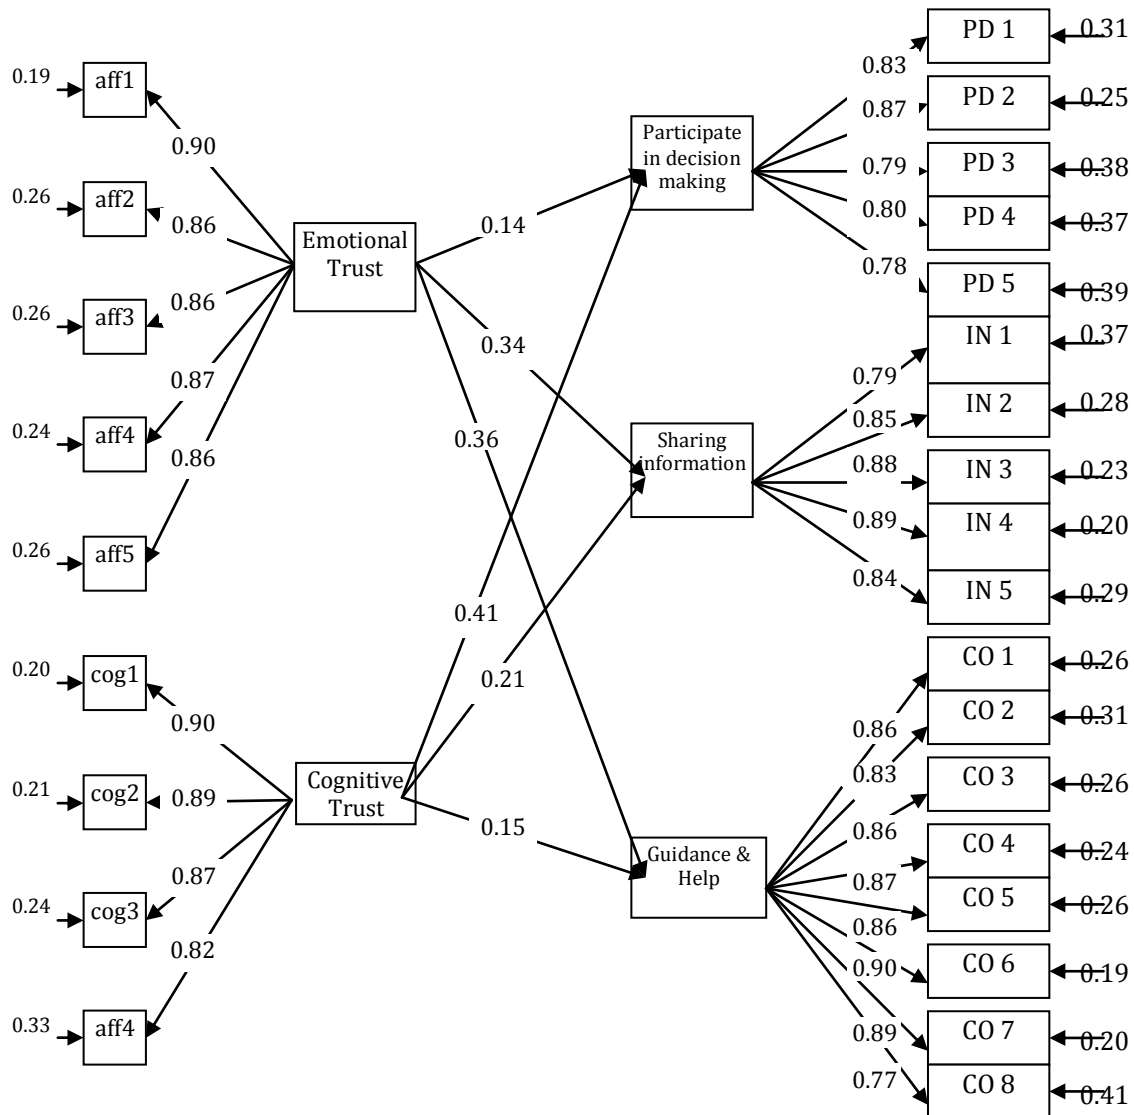 PD 1
0.31
0.83
0.19
aff1
PD 2
0.25
0.87
0.90
Participate
in decision
making
PD 3
0.38
0.79
0.26
aff2
0.86
PD 4
0.37
0.80
0.14
Emotional
Trust
0.78
PD 5
0.39
0.26
aff3
0.86
IN 1
0.37
0.34
0.79
0.87
IN 2
0.28
0.85
0.24
aff4
0.36
Sharing
information
0.86
IN 3
0.23
0.88
IN 4
0.20
0.89
0.26
aff5
0.84
IN 5
0.29
0.41
CO 1
0.26
0.20
cog1
0.21
0.90
CO 2
0.31
0.86
0.83
Cognitive
Trust
CO 3
0.26
0.21
cog2
0.89
0.15
0.86
CO 4
0.24
Guidance &
Help
0.87
0.87
CO 5
0.26
0.24
cog3
0.86
0.82
CO 6
0.19
0.90
0.33
aff4
0.89
CO 7
0.20
0.77
CO 8
0.41